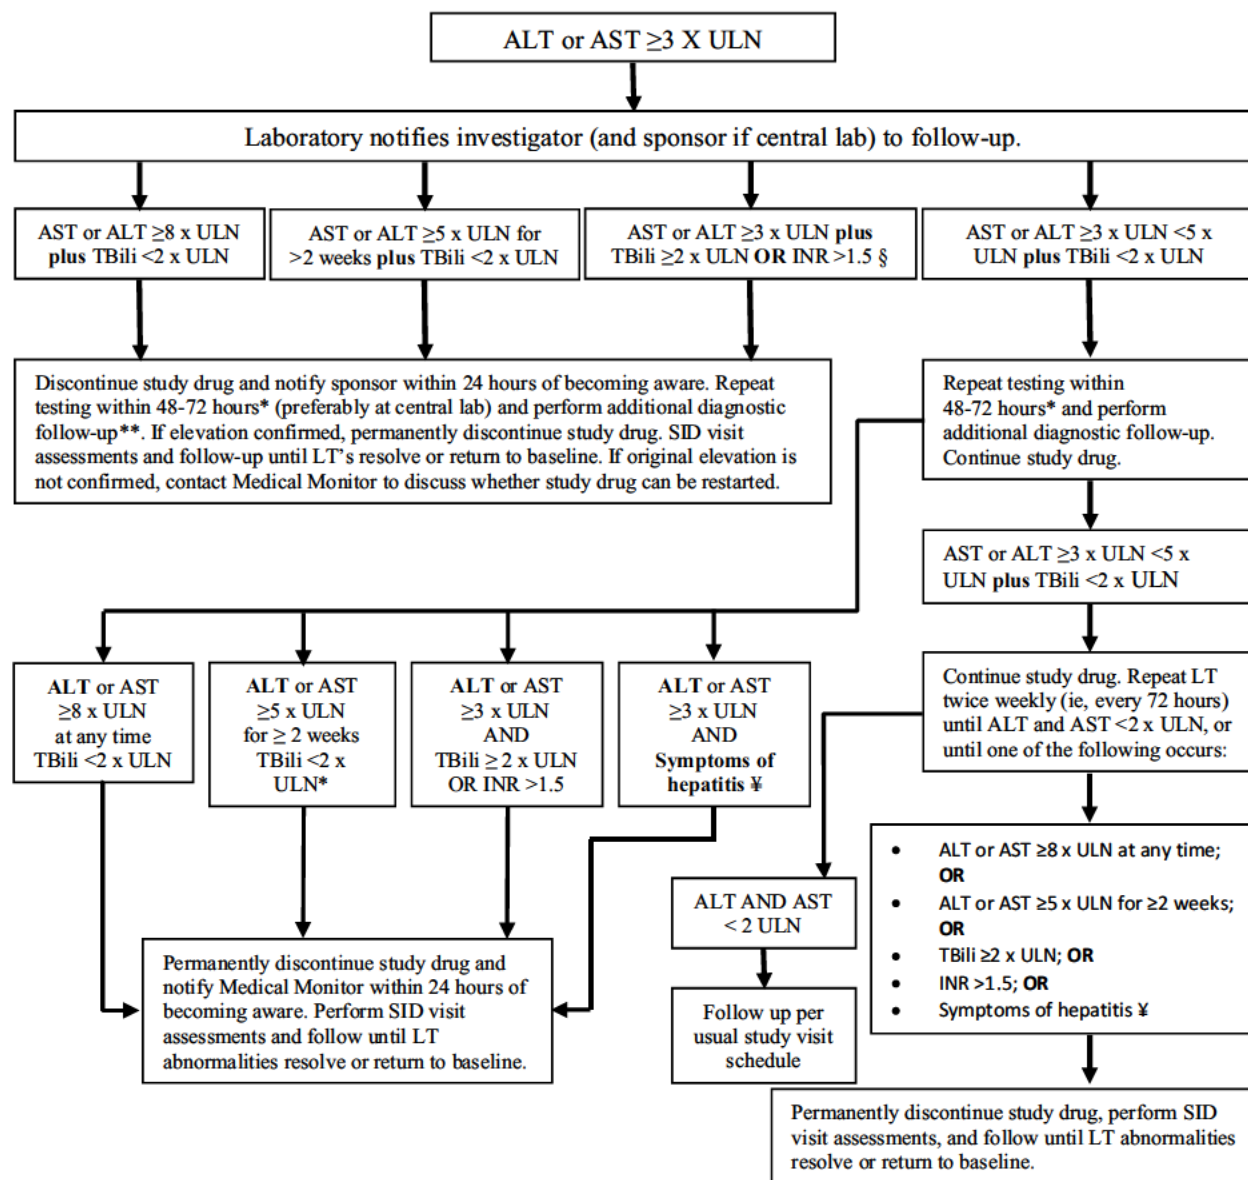 ALT or AST ≥3 X ULN
Laboratory notifies investigator (and sponsor if central lab) to follow-up.
AST or ALT ≥8 x ULN
plus TBili <2 x ULN
AST or ALT ≥5 x ULN for
>2 weeks plus TBili <2 x ULN
AST or ALT ≥3 x ULN plus
TBili ≥2 x ULN OR INR >1.5 §
AST or ALT ≥3 x ULN <5 x
ULN plus TBili <2 x ULN
Discontinue study drug and notify sponsor within 24 hours of becoming aware. Repeat
testing within 48-72 hours* (preferably at central lab) and perform additional diagnostic
follow-up**. If elevation confirmed, permanently discontinue study drug. SID visit
assessments and follow-up until LT's resolve or return to baseline. If original elevation is
not confirmed, contact Medical Monitor to discuss whether study drug can be restarted.
Repeat testing within
48-72 hours* and perform
additional diagnostic follow-up.
Continue study drug.
AST or ALT ≥3 x ULN <5 x
ULN plus TBili <2 x ULN
ALT or AST
≥8 x ULN
at any time
TBili <2 x ULN
ALT or AST
≥5 x ULN
for ≥ 2 weeks
TBili <2 x
ULN*
ALT or AST
≥3 x ULN
AND
TBili ≥ 2 x ULN
OR INR >1.5
ALT or AST
≥3 x ULN
AND
Symptoms of
hepatitis ¥
Continue study drug. Repeat LT
twice weekly (ie, every 72 hours)
until ALT and AST <2 x ULN, or
until one of the following occurs:
• ALT or AST ≥8 x ULN at any time;
OR
• ALT or AST ≥5 x ULN for ≥2 weeks;
OR
• TBili ≥2 x ULN; OR
• INR >1.5; OR
• Symptoms of hepatitis ¥
ALT AND AST
< 2 ULN
Permanently discontinue study drug and
notify Medical Monitor within 24 hours of
becoming aware. Perform SID visit
assessments and follow until LT
abnormalities resolve or return to baseline.
Follow up per
usual study visit
schedule
Permanently discontinue study drug, perform SID
visit assessments, and follow until LT abnormalities
resolve or return to baseline.